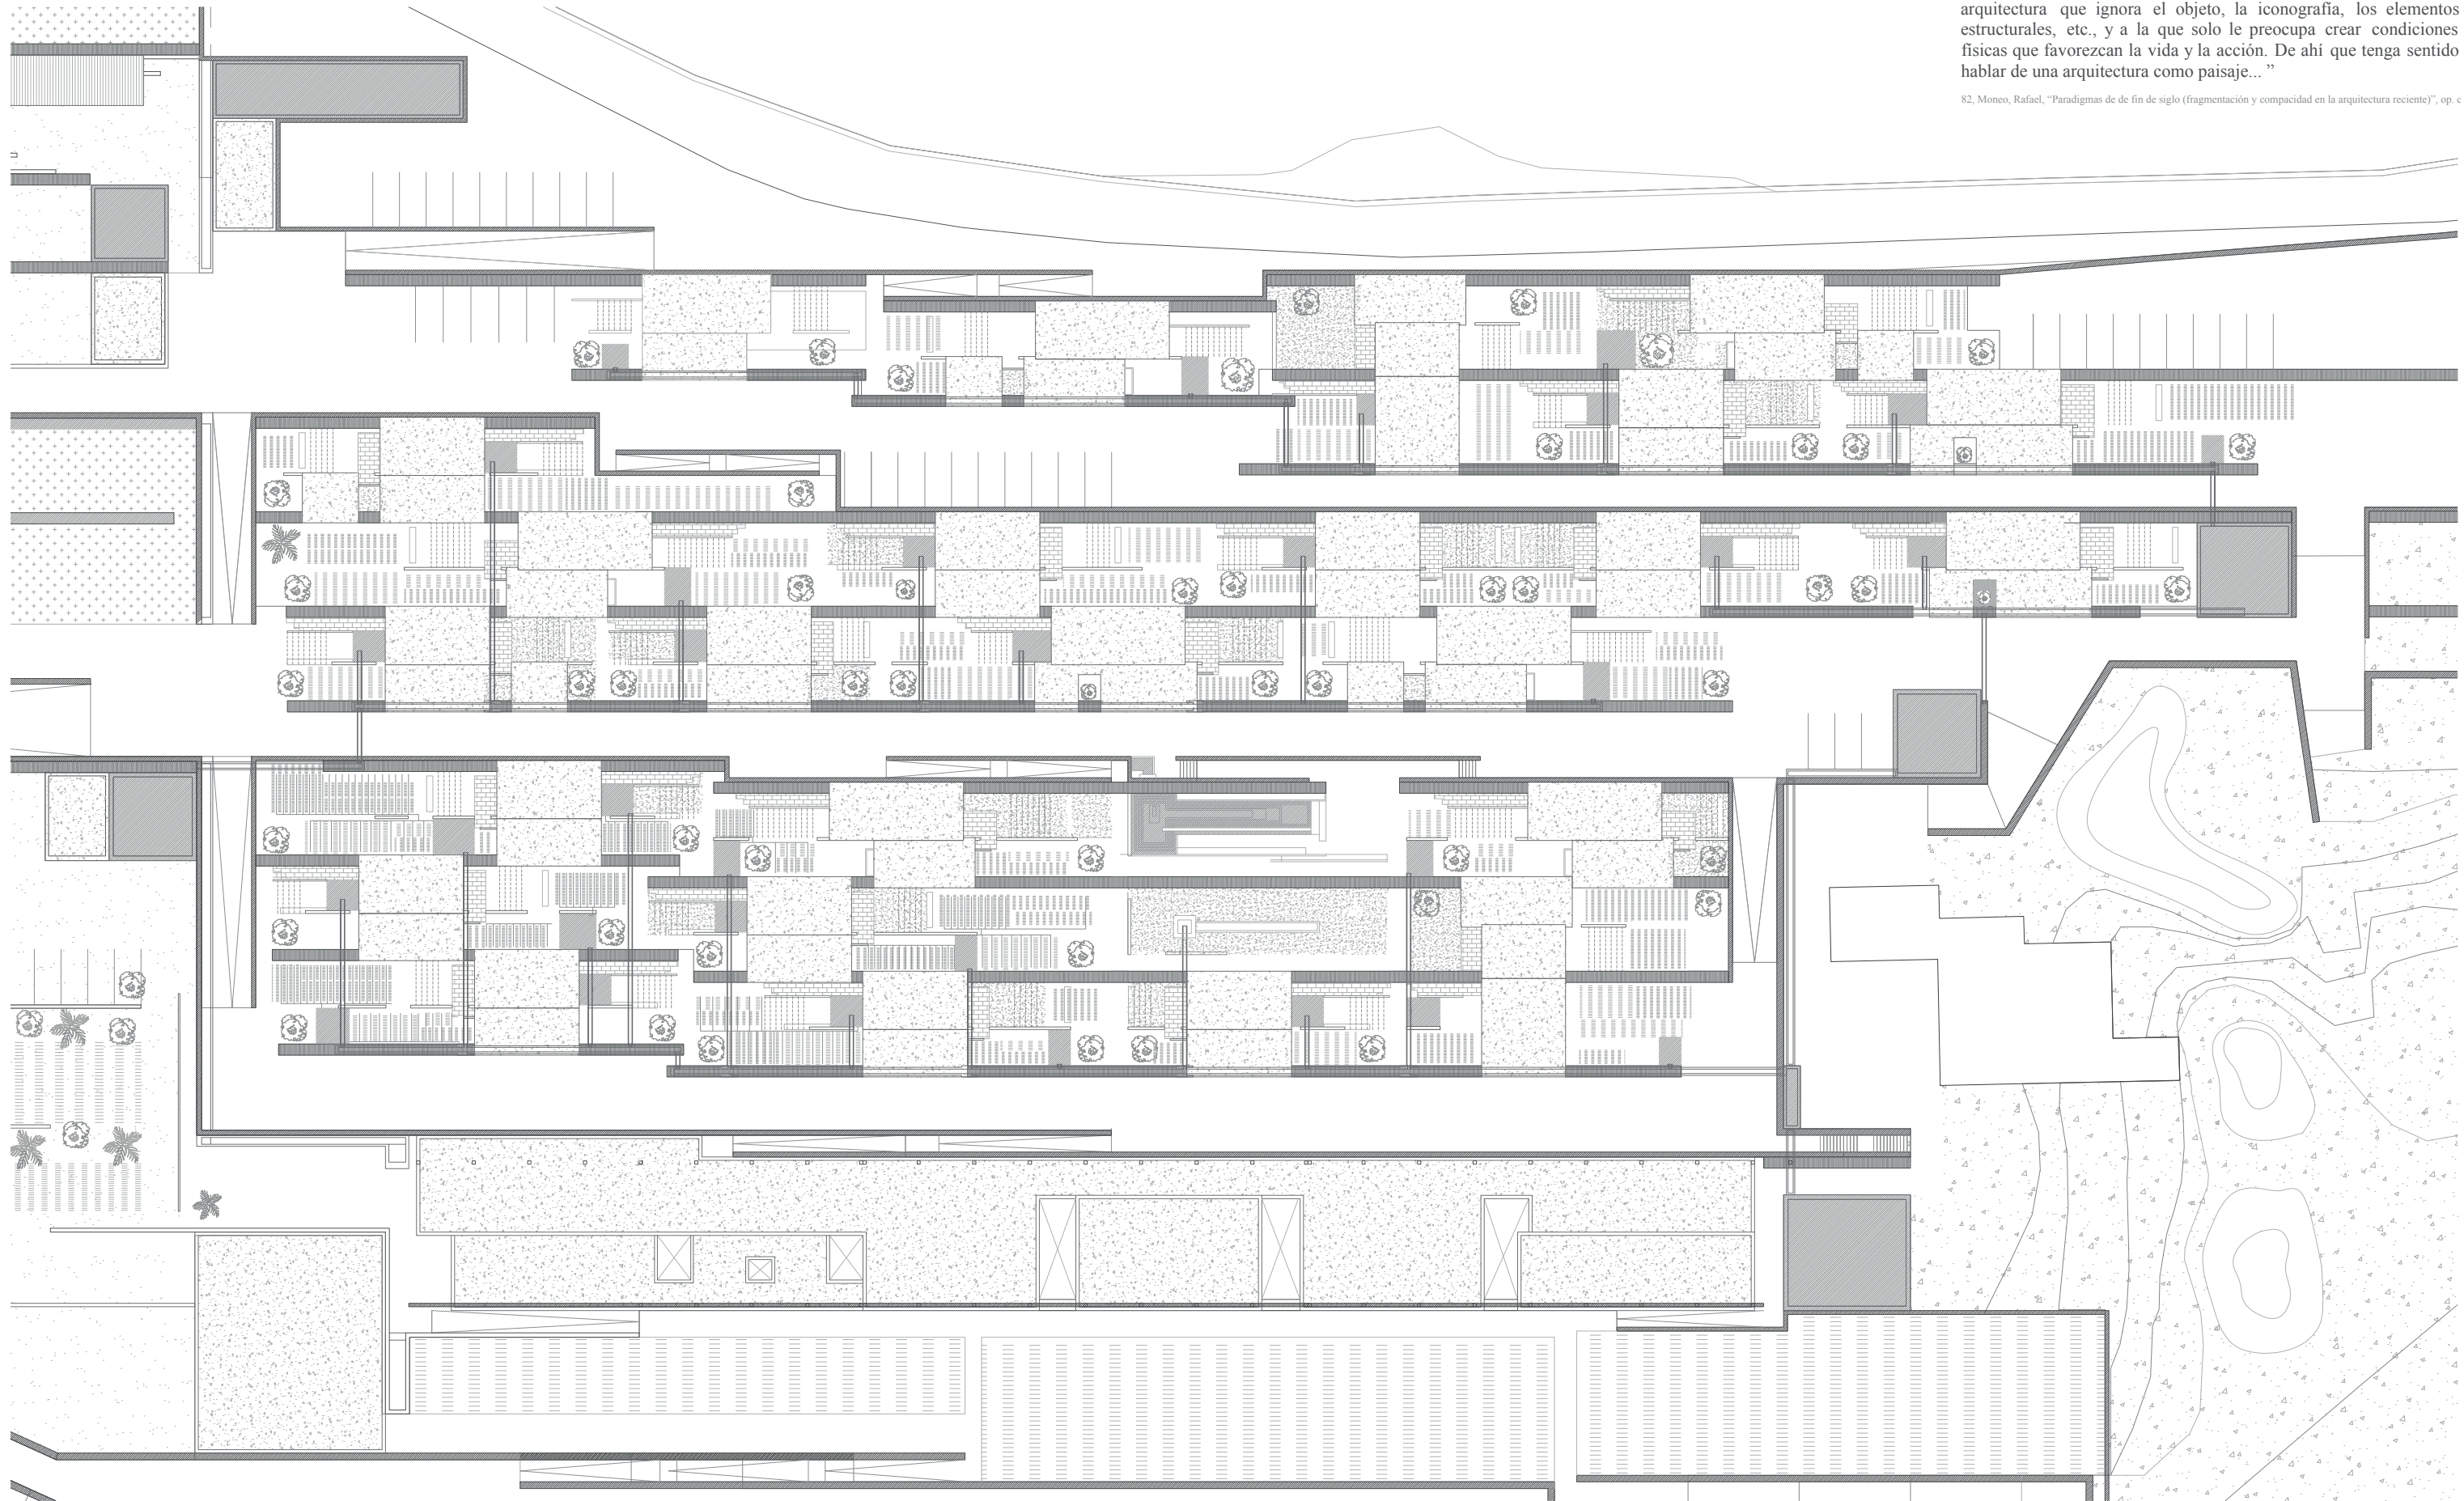 arquitectura que ignora el objeto, la iconografía, los elementos
estructurales, etc., y a la que solo le preocupa crear condiciones
físicas que favorezcan la vida y la acción. De ahí que tenga sentido
hablar de una arquitectura como paisaje... ”
82, Moneo, Rafael, “Paradigmas de de fin de siglo (fragmentación y compacidad en la arquitectura reciente)”, op. c